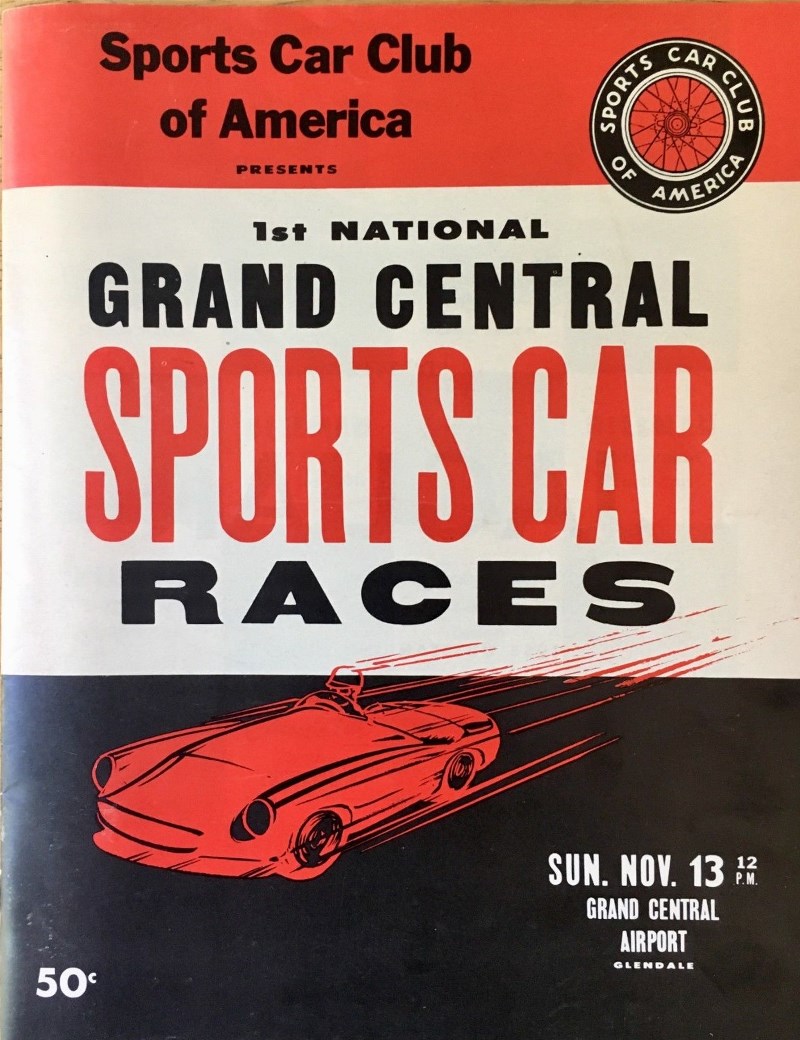 Sports Car Club
of America
PRESENTS
SPORTS CAR CLUB
OF AMERICA
1st NATIONAL
GRAND CENTRAL
SPORTS CAR
RACES
SUN. NOV. 13 12 P.M.
GRAND CENTRAL
AIRPORT
GLENDALE
50c